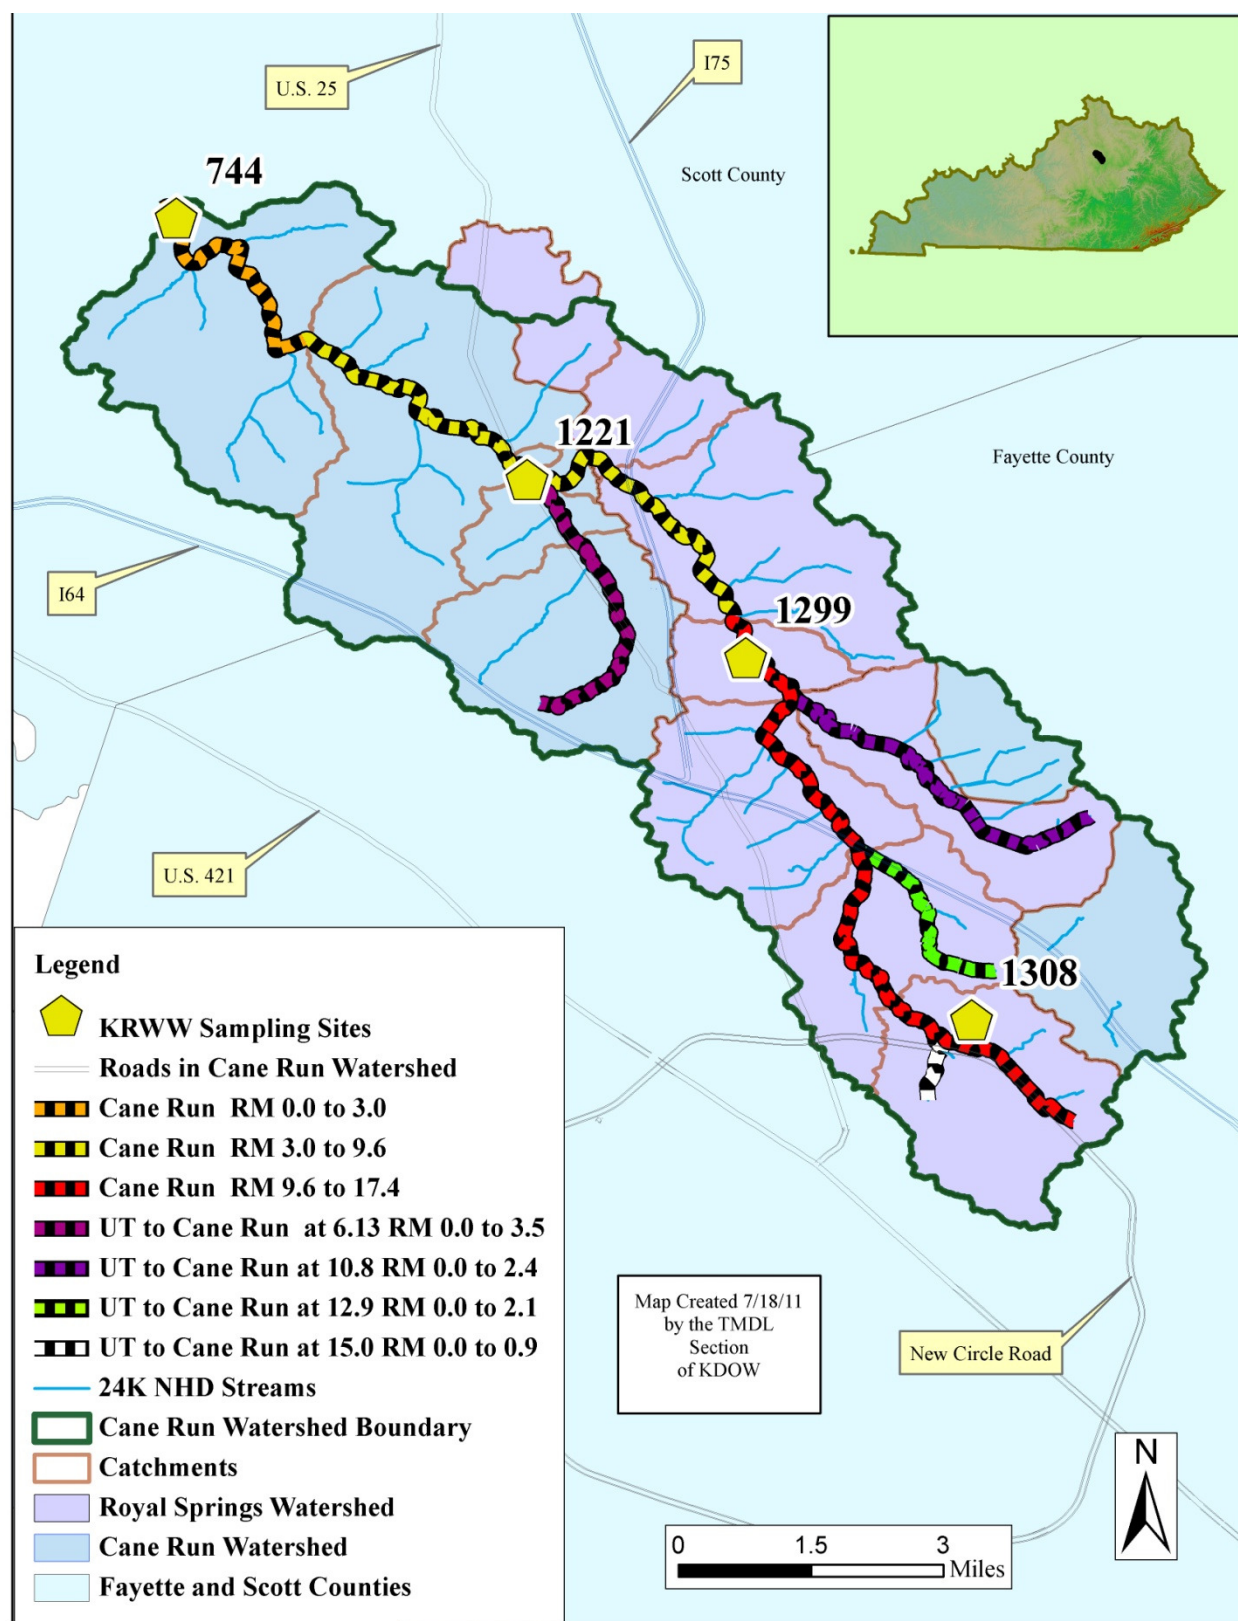 U.S. 25
I75
744
Scott County
1221
Fayette County
I64
1299
U.S. 421
1308
Legend
KRWW Sampling Sites
Roads in Cane Run Watershed
Cane Run RM 0.0 to 3.0
Cane Run RM 3.0 to 9.6
Cane Run RM 9.6 to 17.4
UT to Cane Run at 6.13 RM 0.0 to 3.5
UT to Cane Run at 10.8 RM 0.0 to 2.4
UT to Cane Run at 12.9 RM 0.0 to 2.1
UT to Cane Run at 15.0 RM 0.0 to 0.9
24K NHD Streams
Cane Run Watershed Boundary
Catchments
Royal Springs Watershed
Cane Run Watershed
Fayette and Scott Counties
Map Created 7/18/11
by the TMDL
Section
of KDOW
New Circle Road
N
0 1.5 3
Miles